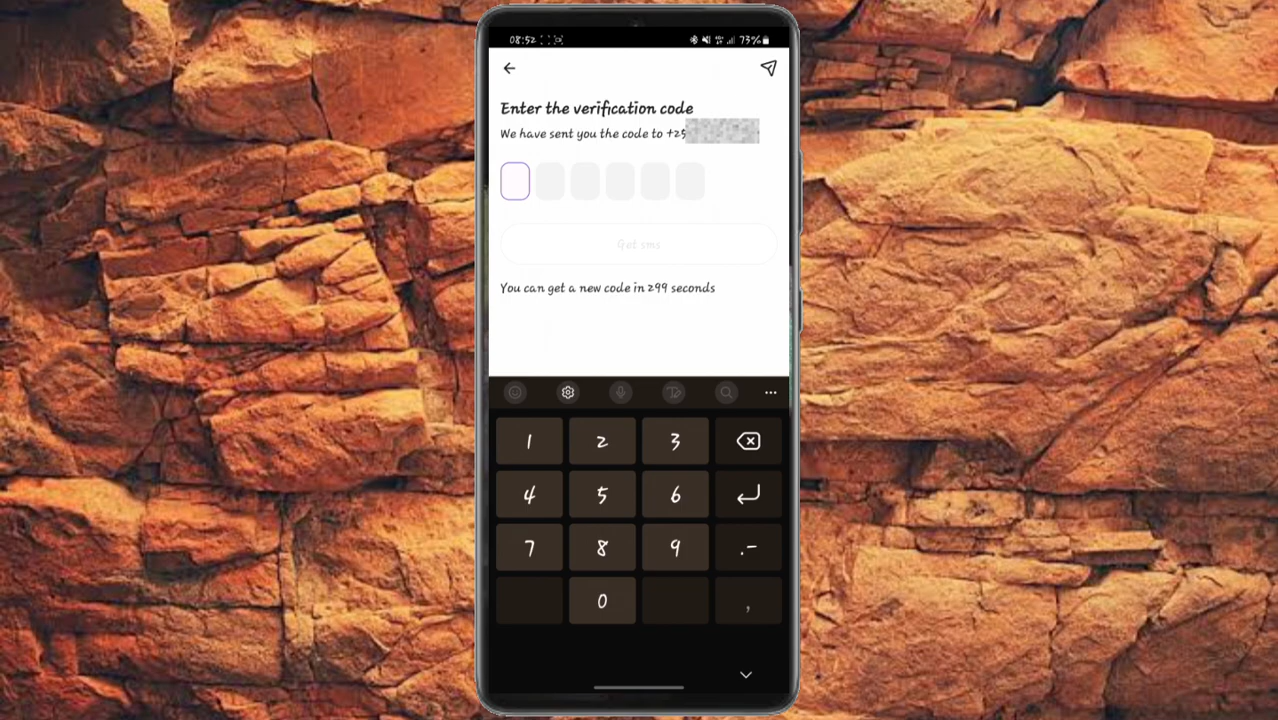 08:52 73%
Enter the verification code
We have sent you the code to +25
Get sms
You can get a new code in 299 seconds
1 2 3
4 5 6
7 8 9 .-
0 ,